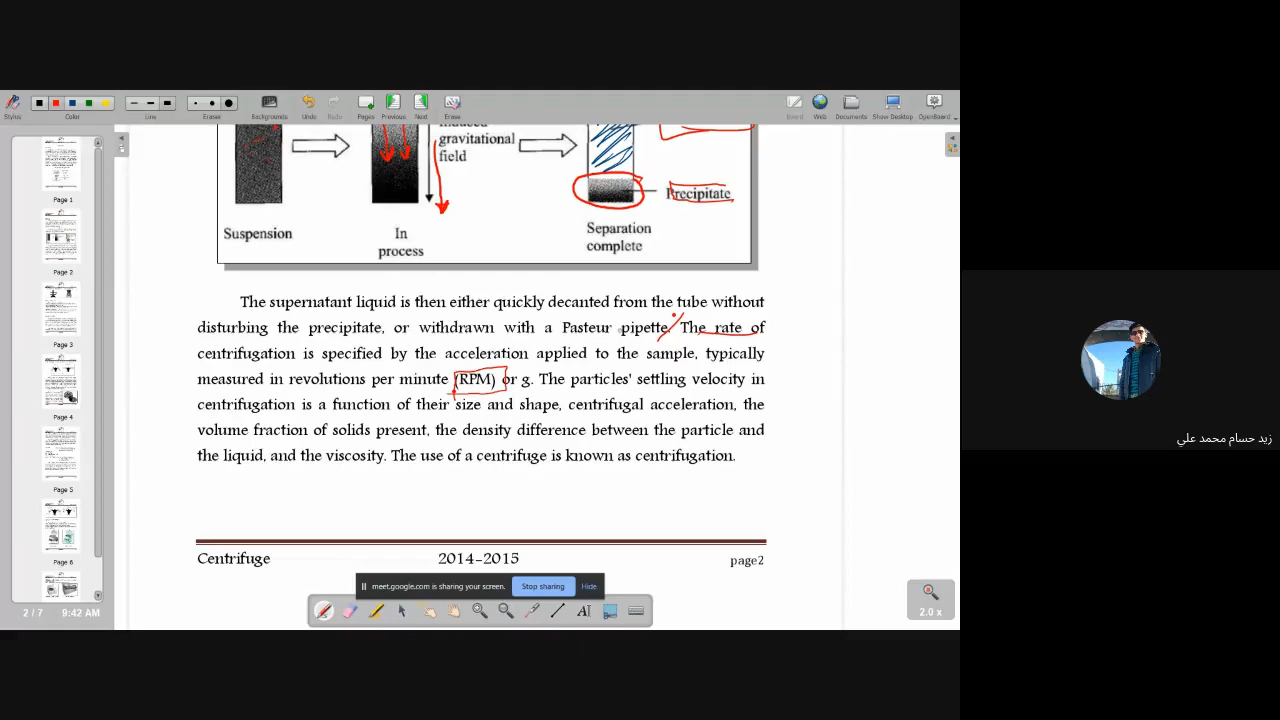 Stylus
Color
Line
Eraser
Backgrounds
Undo
Redo
Pages
Previous
Next
Erase
Board
Web
Documents
Show Desktop
OpenBoard
Page 1
Page 2
Page 3
Page 4
Page 5
Page 6
2 / 7
9:42 AM
gravitational
field
Precipitate
Suspension
In
process
Separation
complete
The supernatant liquid is then either quickly decanted from the tube without
disturbing the precipitate, or withdrawn with a Pasteur pipette. The rate of
centrifugation is specified by the acceleration applied to the sample, typically
measured in revolutions per minute (RPM) or g. The particles' settling velocity in
centrifugation is a function of their size and shape, centrifugal acceleration, the
volume fraction of solids present, the density difference between the particle and
the liquid, and the viscosity. The use of a centrifuge is known as centrifugation.
Centrifuge 2014-2015 page2
meet.google.com is sharing your screen. Stop sharing Hide
2.0 x
زيد حسام محمد علي